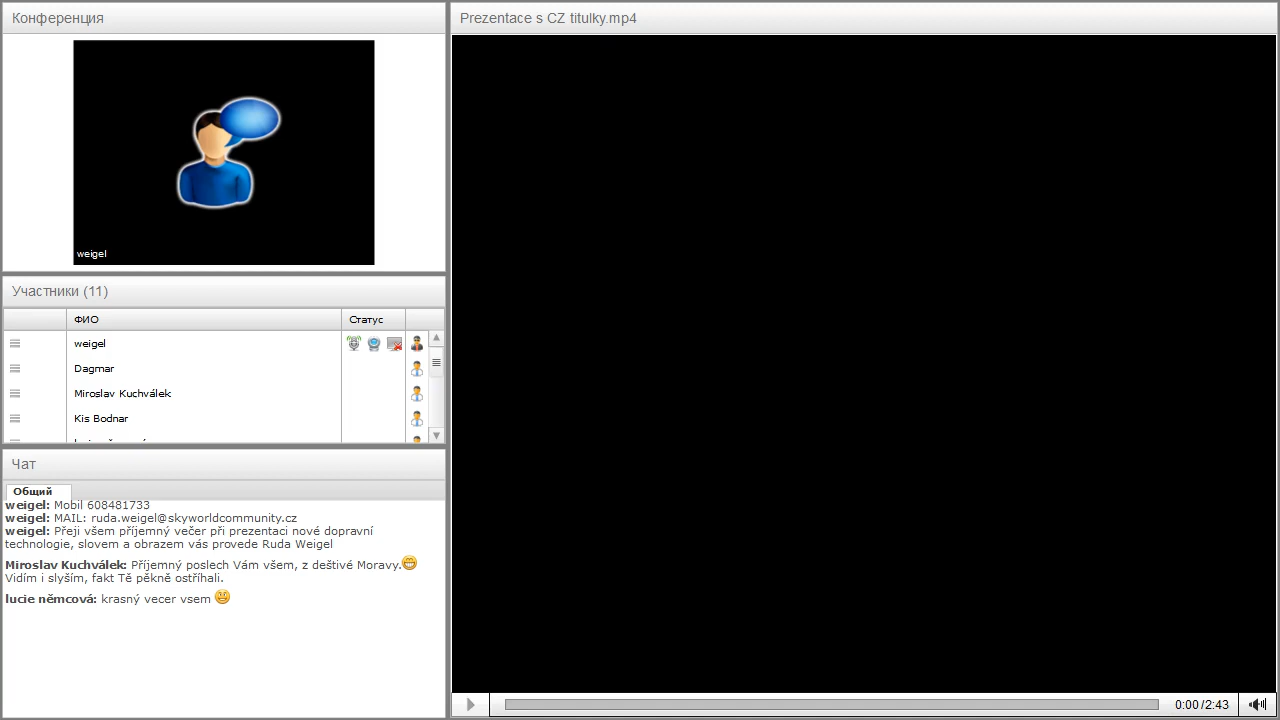 Конференция
weigel
Участники (11)
ФИО
Статус
weigel
Dagmar
Miroslav Kuchválek
Kis Bodnar
Чат
Общий
weigel: Mobil 608481733
weigel: MAIL: ruda.weigel@skyworldcommunity.cz
weigel: Přeji všem příjemný večer při prezentaci nové dopravní
technologie, slovem a obrazem vás provede Ruda Weigel
Miroslav Kuchválek: Příjemný poslech Vám všem, z deštivé Moravy.
Vidím i slyším, fakt Tě pěkně ostříhali.
lucie němcová: krasný vecer vsem
Prezentace s CZ titulky.mp4
0:00/2:43